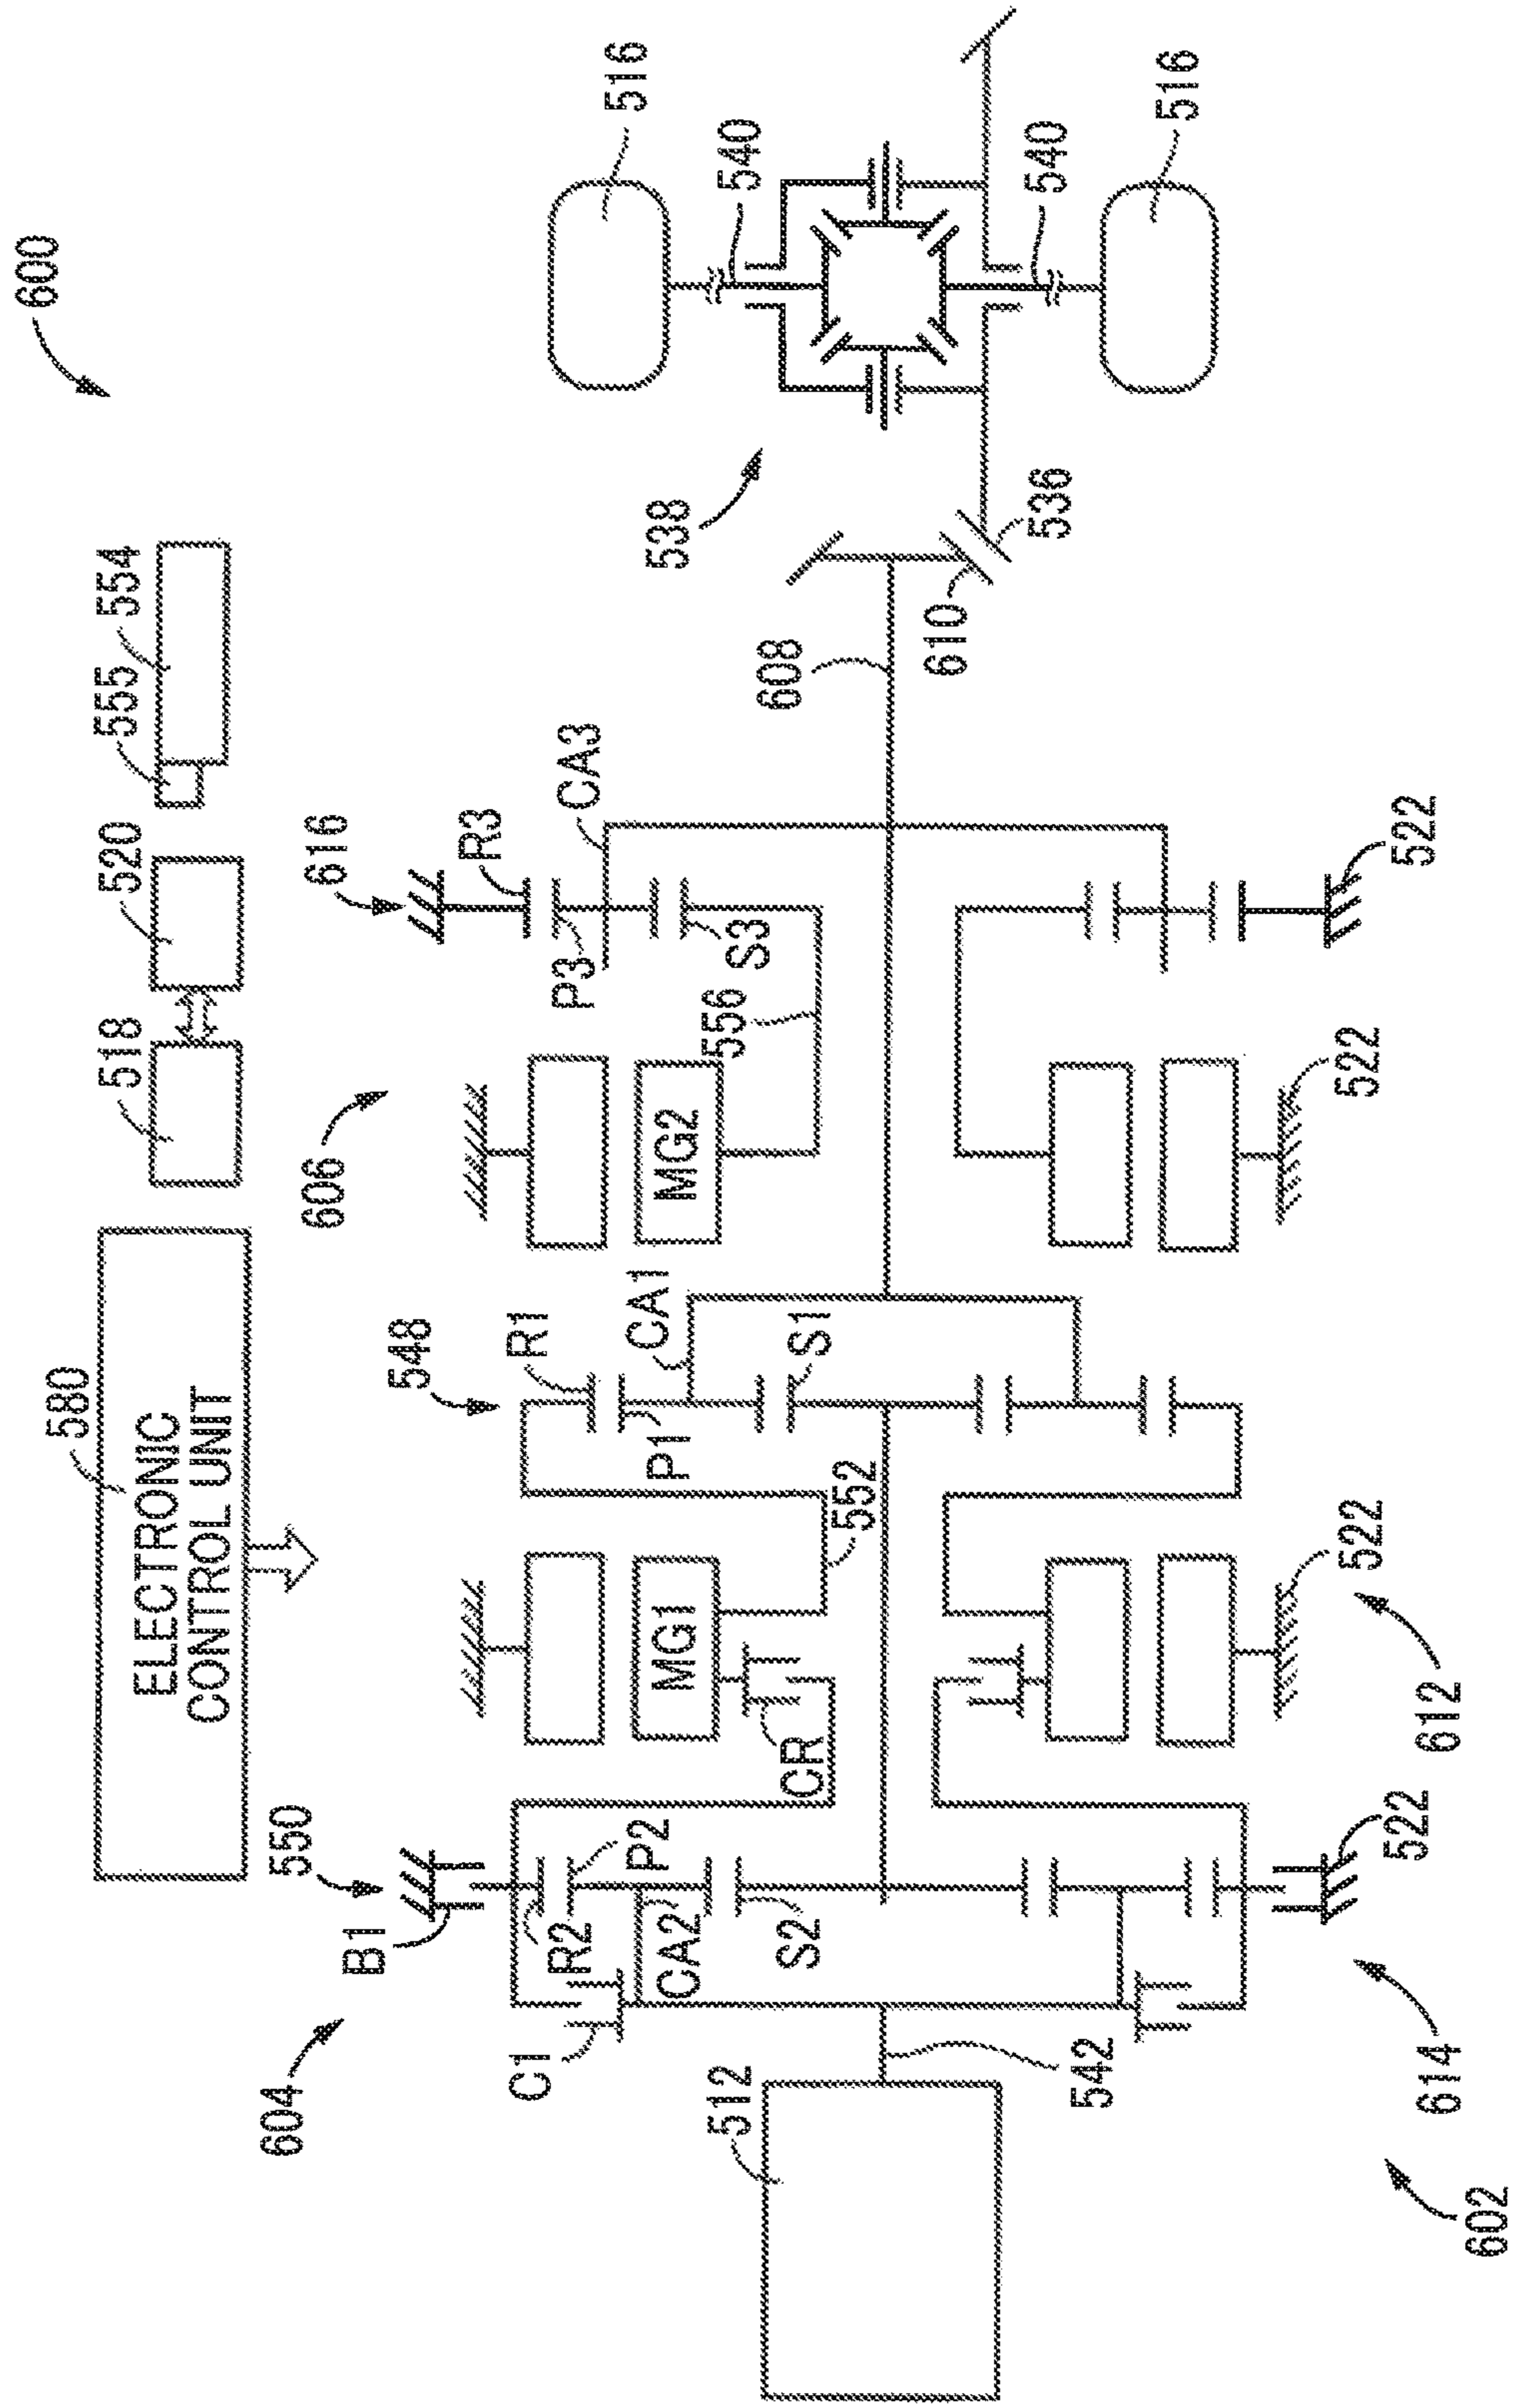 600
580
ELECTRONIC
CONTROL UNIT
518
520
555
554
516
540
538
604
550
B1
606
616
548
R1
CA1
P1
S1
R3
P3
CA3
S3
556
MG2
MG1
552
CR
C1
R2
P2
CA2
S2
512
542
608
610
536
540
516
522
522
522
522
612
614
602